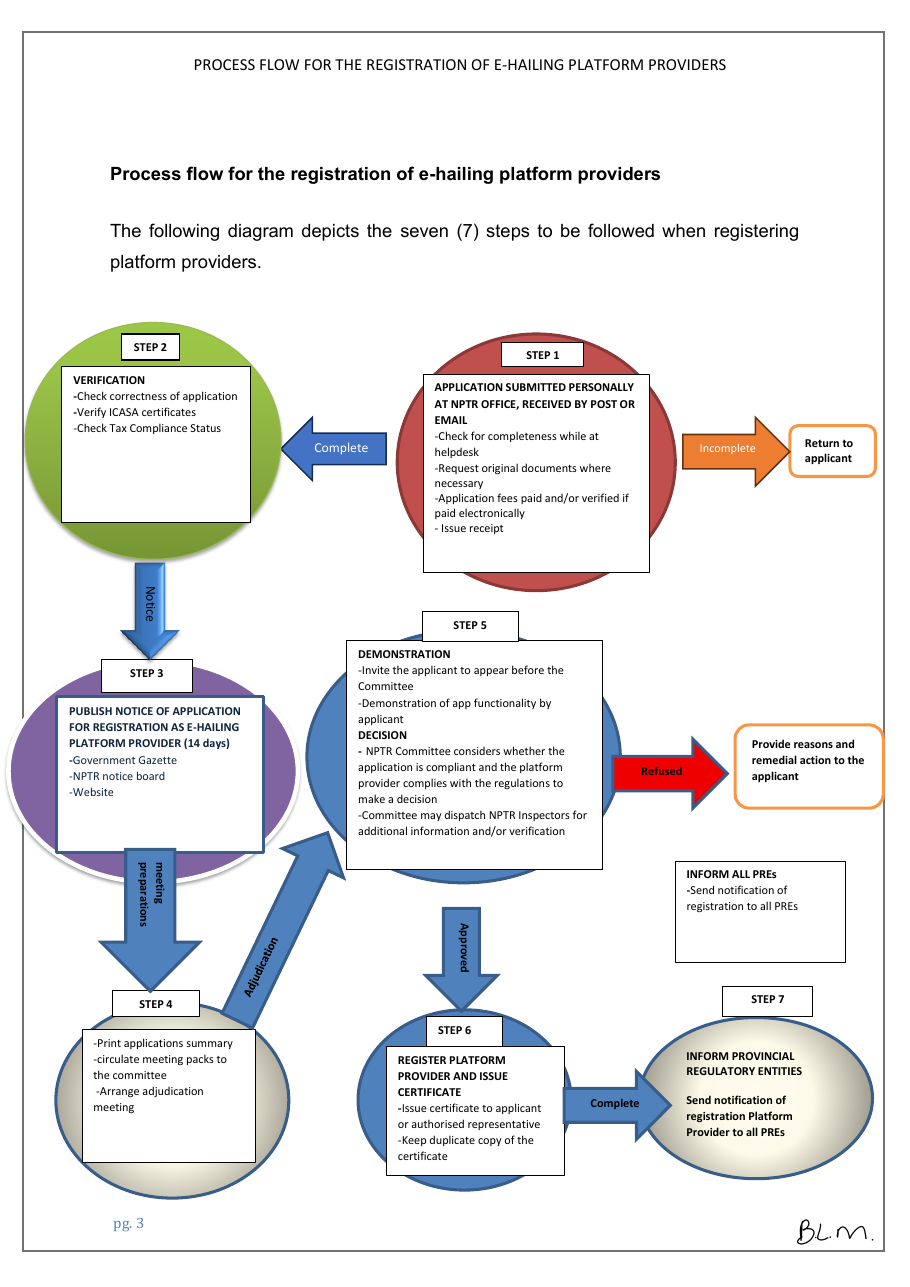 PROCESS FLOW FOR THE REGISTRATION OF E-HAILING PLATFORM PROVIDERS
Process flow for the registration of e-hailing platform providers
The following diagram depicts the seven (7) steps to be followed when registering
platform providers.
STEP 1
APPLICATION SUBMITTED PERSONALLY
AT NPTR OFFICE, RECEIVED BY POST OR
EMAIL
-Check for completeness while at
helpdesk
-Request original documents where
necessary
-Application fees paid and/or verified if
paid electronically
- Issue receipt
Incomplete
Return to
applicant
Complete
STEP 2
VERIFICATION
-Check correctness of application
-Verify ICASA certificates
-Check Tax Compliance Status
Notice
STEP 3
PUBLISH NOTICE OF APPLICATION
FOR REGISTRATION AS E-HAILING
PLATFORM PROVIDER (14 days)
-Government Gazette
-NPTR notice board
-Website
meeting
preparations
STEP 4
-Print applications summary
-circulate meeting packs to
the committee
-Arrange adjudication
meeting
Adjudication
STEP 5
DEMONSTRATION
-Invite the applicant to appear before the
Committee
-Demonstration of app functionality by
applicant
DECISION
- NPTR Committee considers whether the
application is compliant and the platform
provider complies with the regulations to
make a decision
-Committee may dispatch NPTR Inspectors for
additional information and/or verification
Refused
Provide reasons and
remedial action to the
applicant
Approved
STEP 6
REGISTER PLATFORM
PROVIDER AND ISSUE
CERTIFICATE
-Issue certificate to applicant
or authorised representative
-Keep duplicate copy of the
certificate
Complete
INFORM ALL PREs
-Send notification of
registration to all PREs
STEP 7
INFORM PROVINCIAL
REGULATORY ENTITIES
Send notification of
registration Platform
Provider to all PREs
pg. 3
B.L.M.